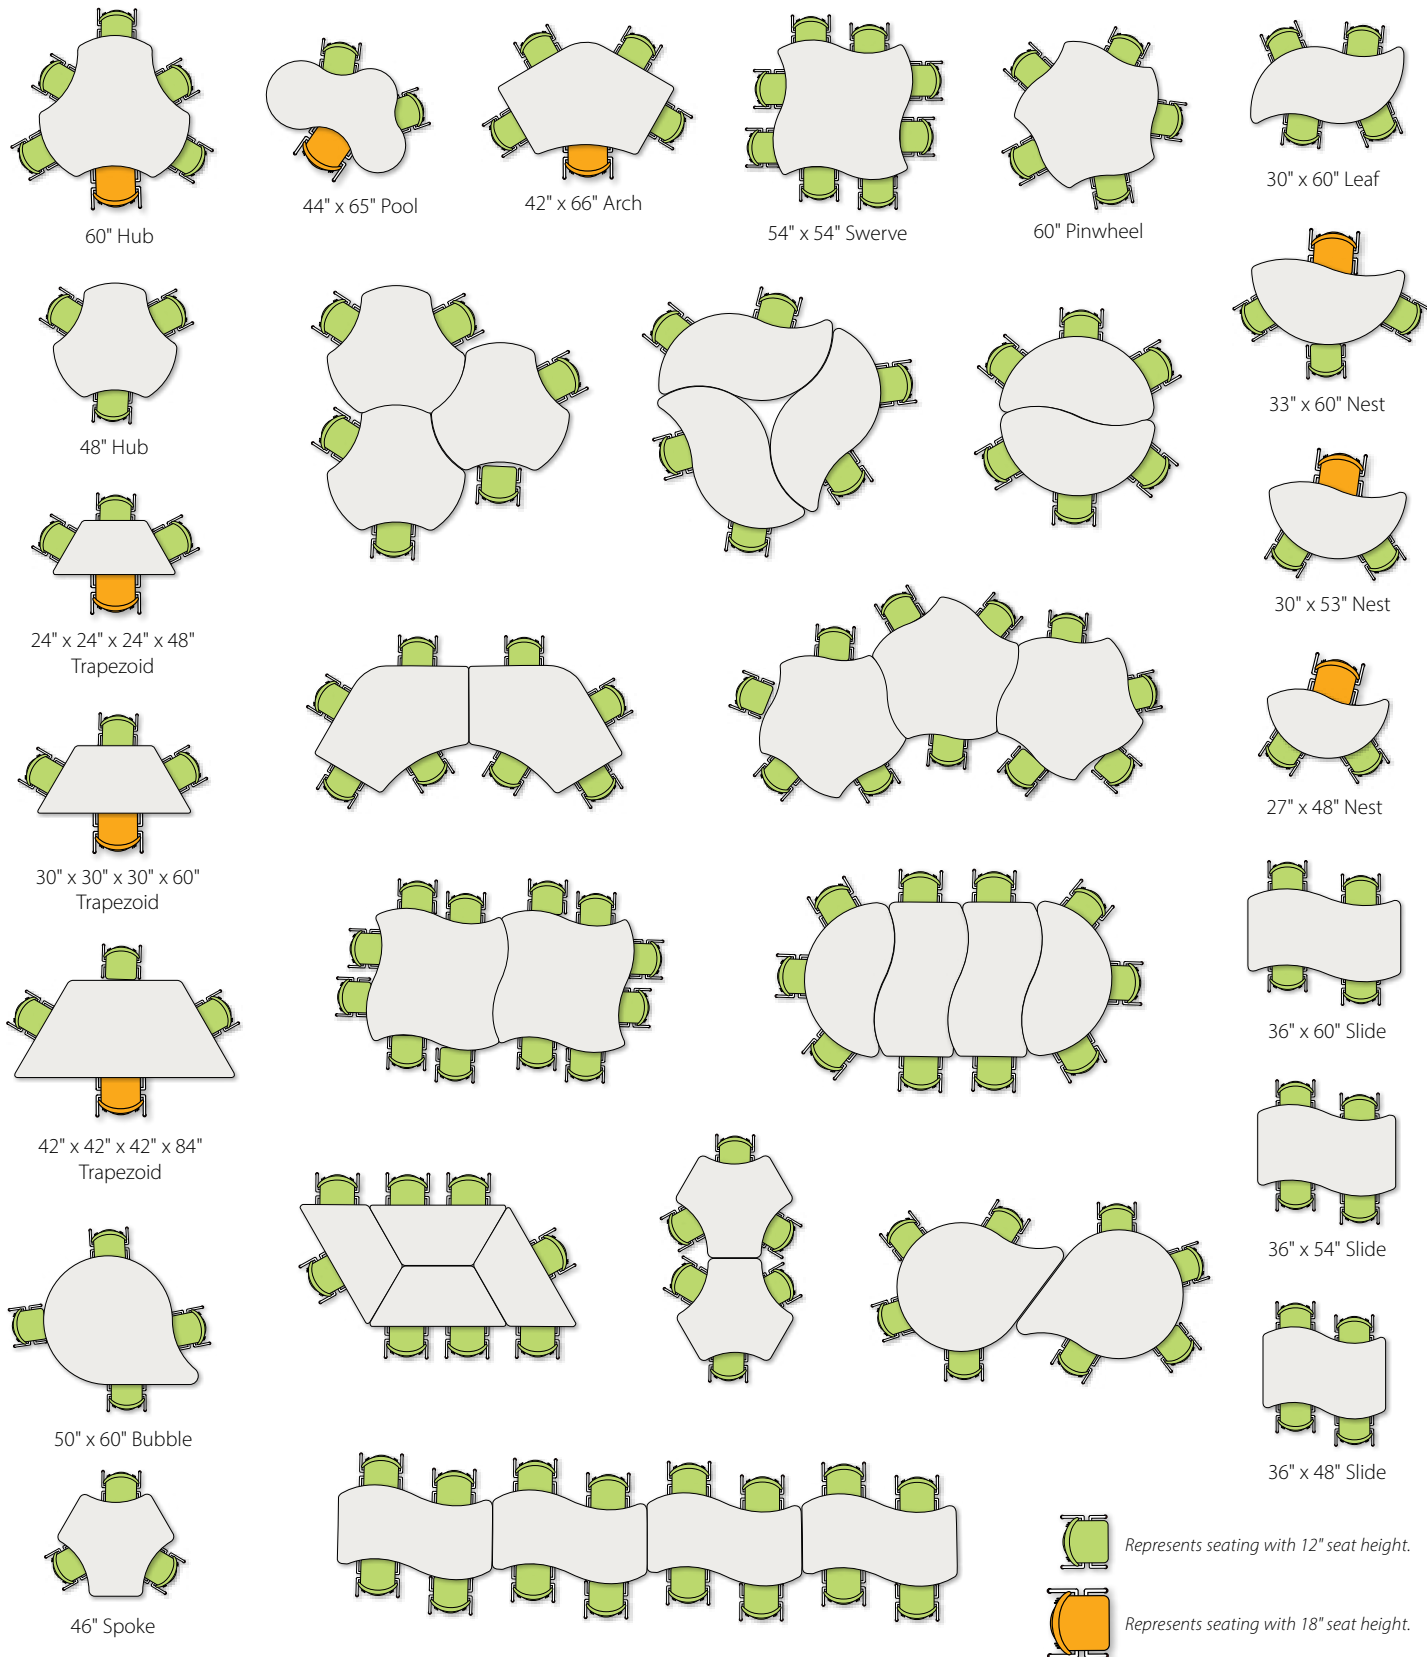 60" Hub
44" x 65" Pool
42" x 66" Arch
54" x 54" Swerve
60" Pinwheel
30" x 60" Leaf
48" Hub
33" x 60" Nest
24" x 24" x 24" x 48"
Trapezoid
30" x 53" Nest
30" x 30" x 30" x 60"
Trapezoid
27" x 48" Nest
42" x 42" x 42" x 84"
Trapezoid
36" x 60" Slide
50" x 60" Bubble
36" x 54" Slide
46" Spoke
36" x 48" Slide
Represents seating with 12" seat height.
Represents seating with 18" seat height.